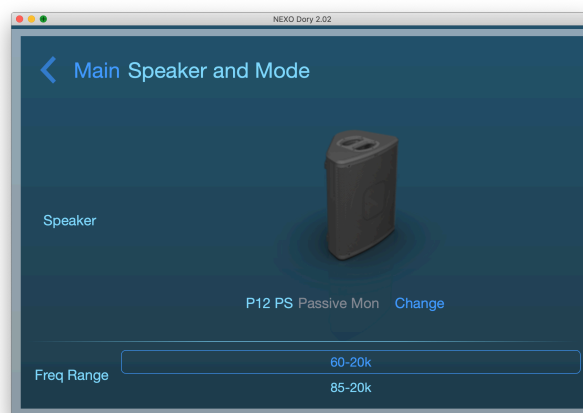 NEXO Dory 2.02
Main Speaker and Mode
Speaker
P12 PS Passive Mon Change
Freq Range
60-20k
85-20k